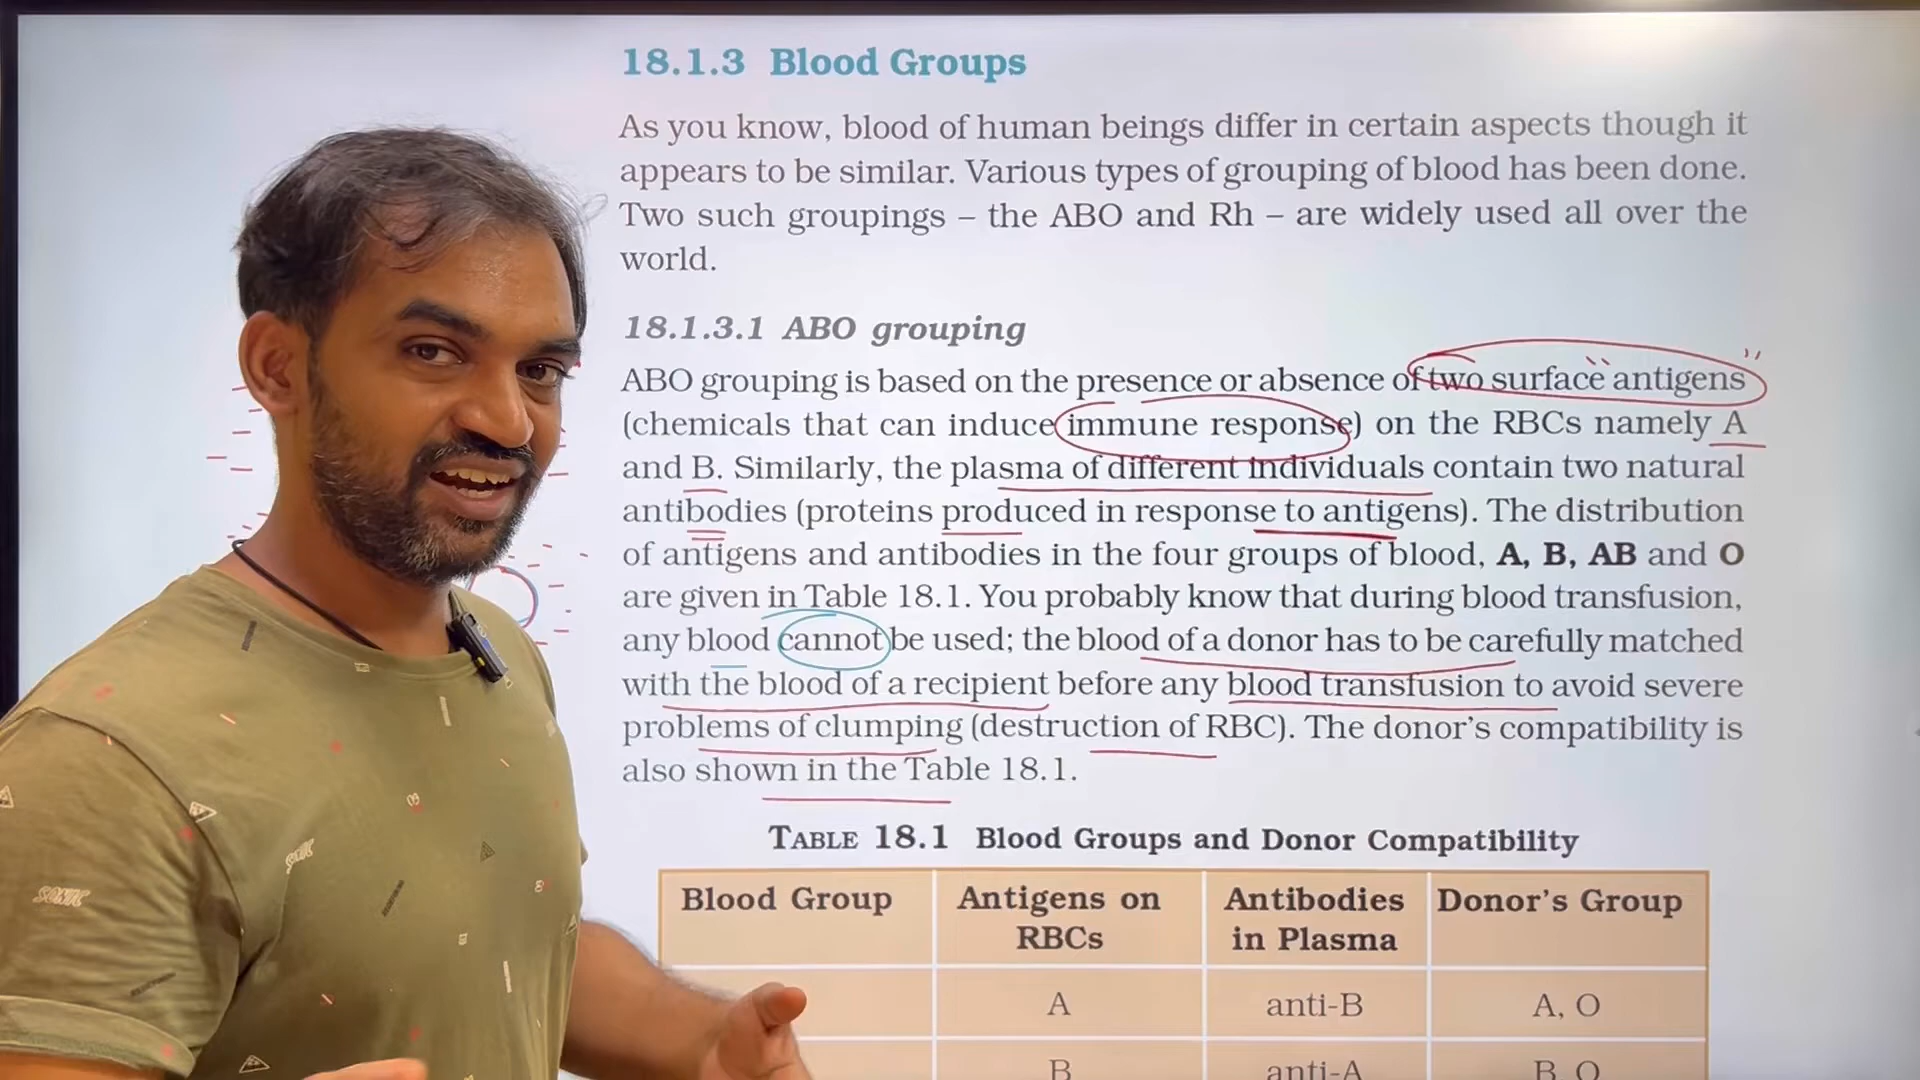 18.1.3 Blood Groups
As you know, blood of human beings differ in certain aspects though it
appears to be similar. Various types of grouping of blood has been done.
Two such groupings – the ABO and Rh – are widely used all over the
world.
18.1.3.1 ABO grouping
ABO grouping is based on the presence or absence of two surface antigens
(chemicals that can induce immune response) on the RBCs namely A
and B. Similarly, the plasma of different individuals contain two natural
antibodies (proteins produced in response to antigens). The distribution
of antigens and antibodies in the four groups of blood, A, B, AB and O
are given in Table 18.1. You probably know that during blood transfusion,
any blood cannot be used; the blood of a donor has to be carefully matched
with the blood of a recipient before any blood transfusion to avoid severe
problems of clumping (destruction of RBC). The donor's compatibility is
also shown in the Table 18.1.
TABLE 18.1 Blood Groups and Donor Compatibility
Blood Group Antigens on RBCs Antibodies in Plasma Donor's Group
A anti-B A, O
B anti-A B, O
SONIC